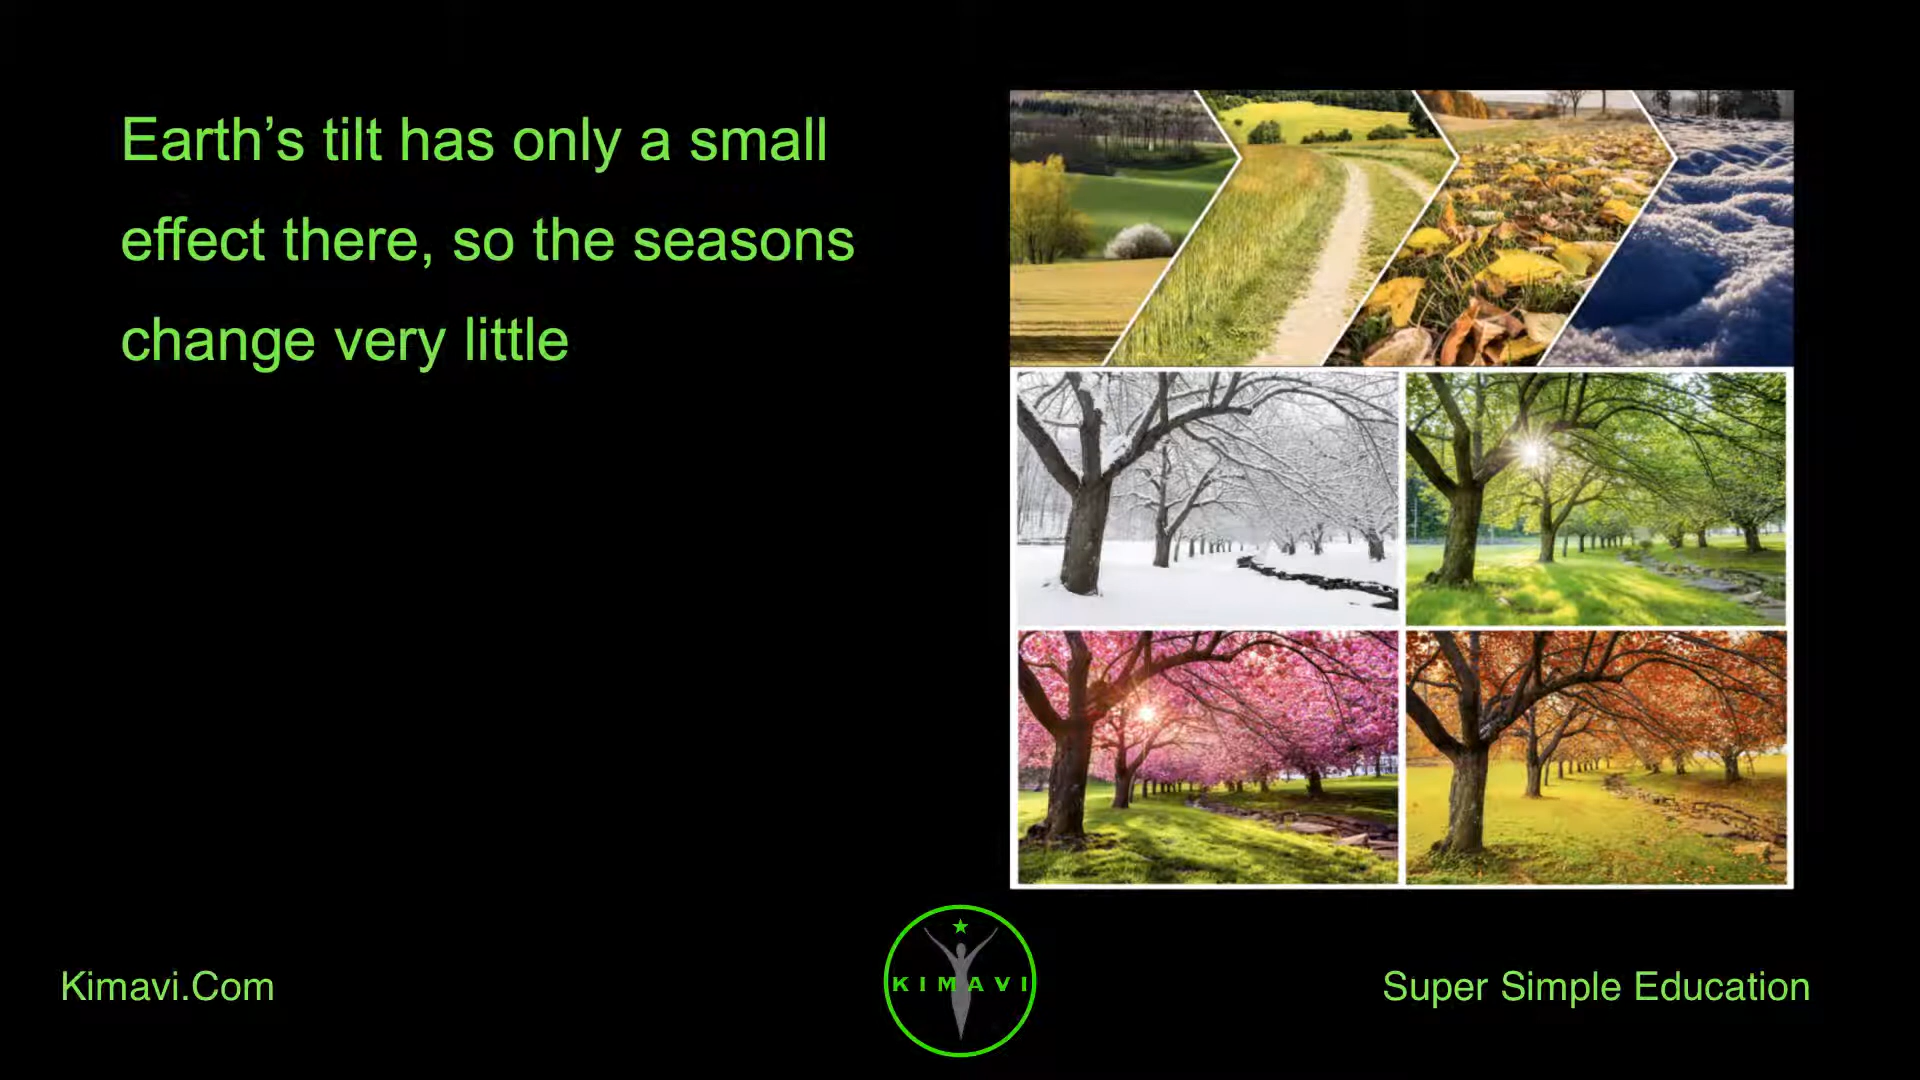 Earth’s tilt has only a small
effect there, so the seasons
change very little
KIMAVI
Kimavi.Com
Super Simple Education